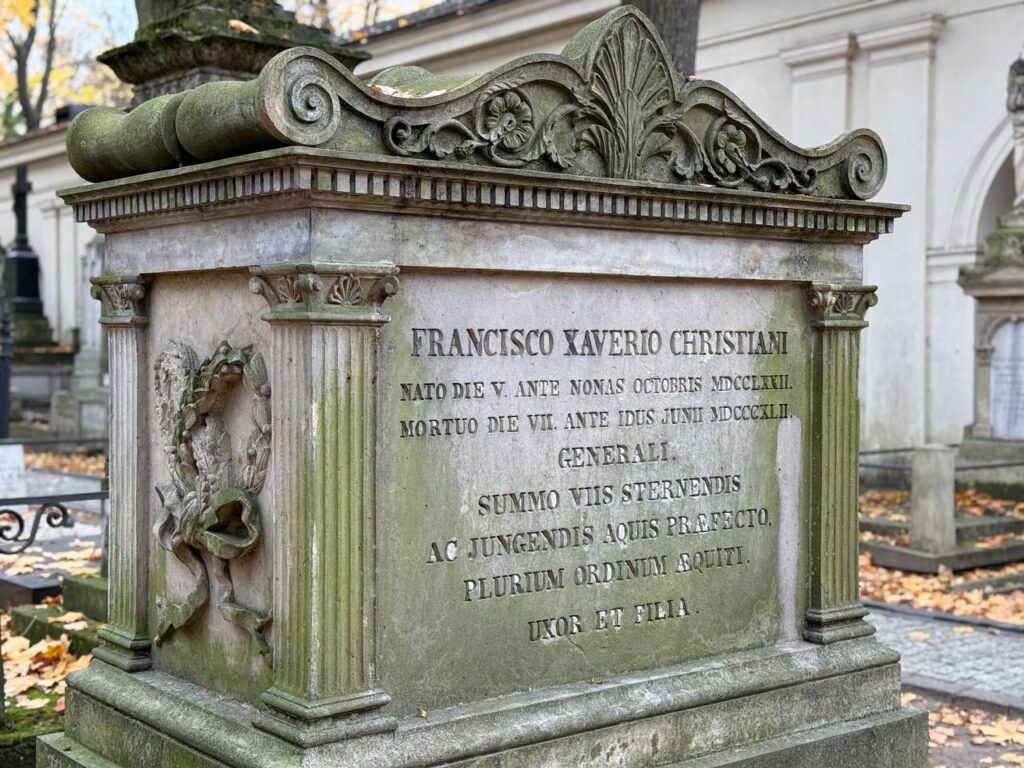 FRANCISCO XAVERIO CHRISTIANI
NATO DIE V. ANTE NONAS OCTOBRIS MDCCLXXII.
MORTUO DIE VII. ANTE IDUS JUNII MDCCCXLII.
GENERALI.
SUMMO VIIS STERNENDIS
AC JUNGENDIS AQUIS PRÆFECTO.
PLURIUM ORDINUM ÆQUITI.
UXOR ET FILIA.